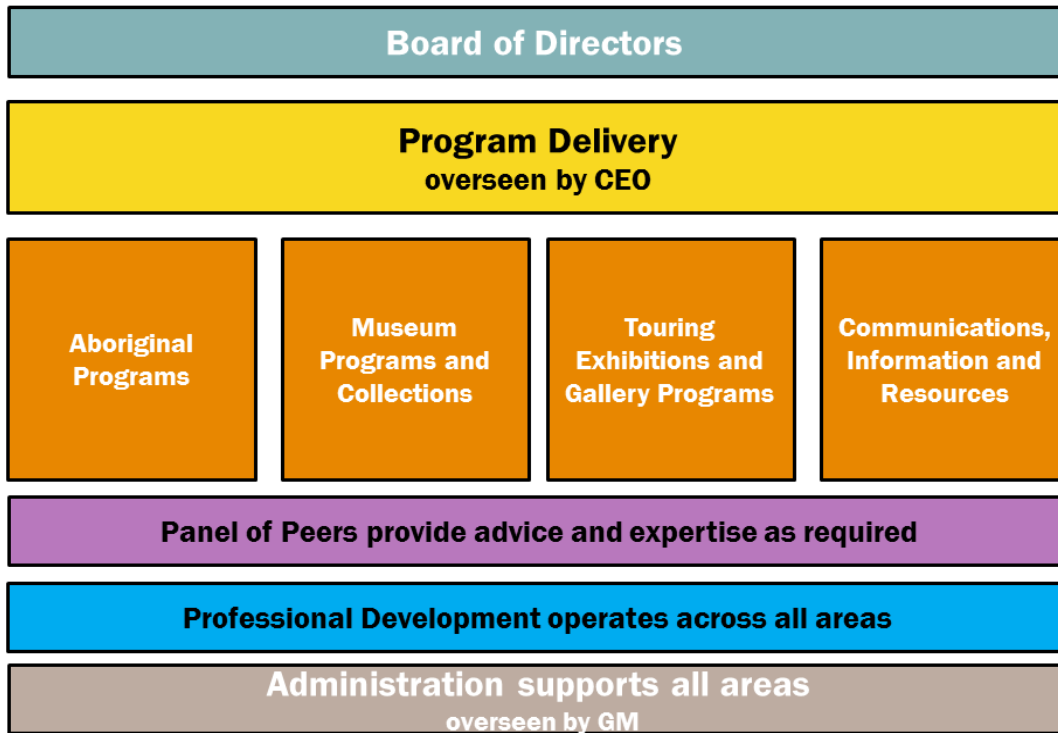 Board of Directors
Program Delivery
overseen by CEO
Aboriginal
Programs
Museum
Programs and
Collections
Touring
Exhibitions and
Gallery Programs
Communications,
Information and
Resources
Panel of Peers provide advice and expertise as required
Professional Development operates across all areas
Administration supports all areas
overseen by GM